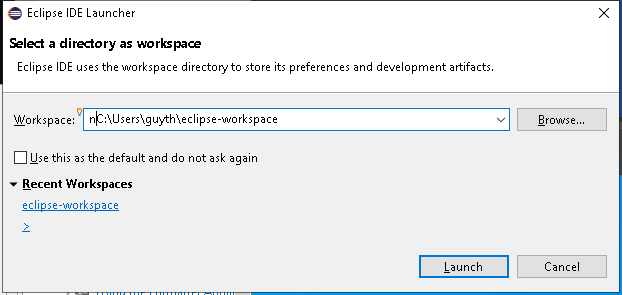 Eclipse IDE Launcher
Select a directory as workspace
Eclipse IDE uses the workspace directory to store its preferences and development artifacts.
Workspace: nC:\Users\guyth\eclipse-workspace Browse...
Use this as the default and do not ask again
Recent Workspaces
eclipse-workspace
>
Launch Cancel